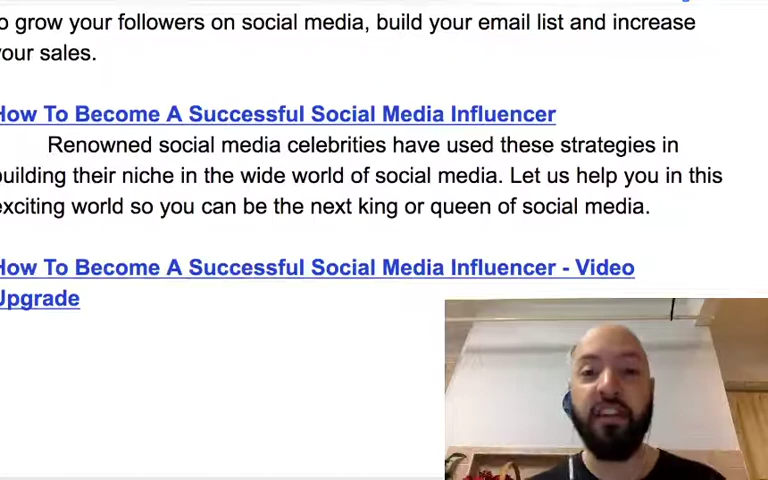 o grow your followers on social media, build your email list and increase
our sales.
How To Become A Successful Social Media Influencer
Renowned social media celebrities have used these strategies in
building their niche in the wide world of social media. Let us help you in this
exciting world so you can be the next king or queen of social media.
How To Become A Successful Social Media Influencer - Video
Upgrade